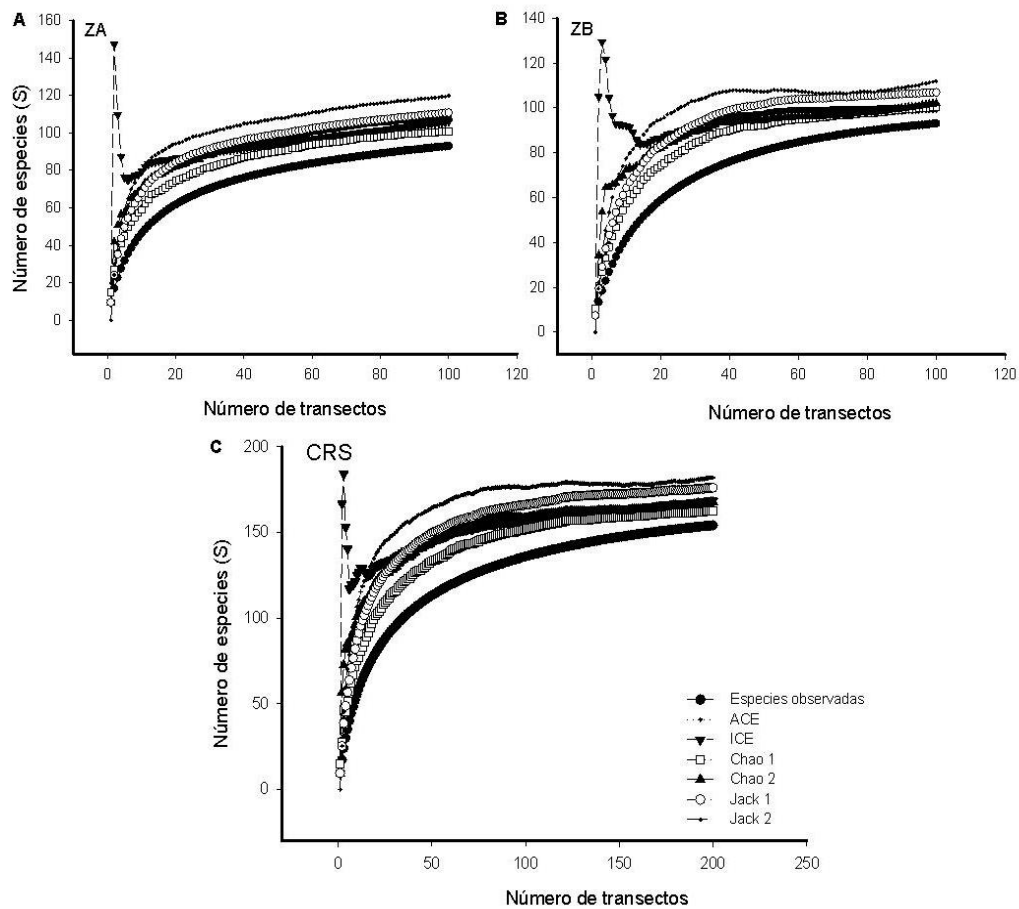 A
ZA
Número de especies (S)
160
140
120
100
80
60
40
20
0
0 20 40 60 80 100 120
Número de transectos
B
ZB
140
120
100
80
60
40
20
0
0 20 40 60 80 100 120
Número de transectos
C
CRS
Número de especies (S)
200
150
100
50
0
0 50 100 150 200 250
Número de transectos
Especies observadas
ACE
ICE
Chao 1
Chao 2
Jack 1
Jack 2